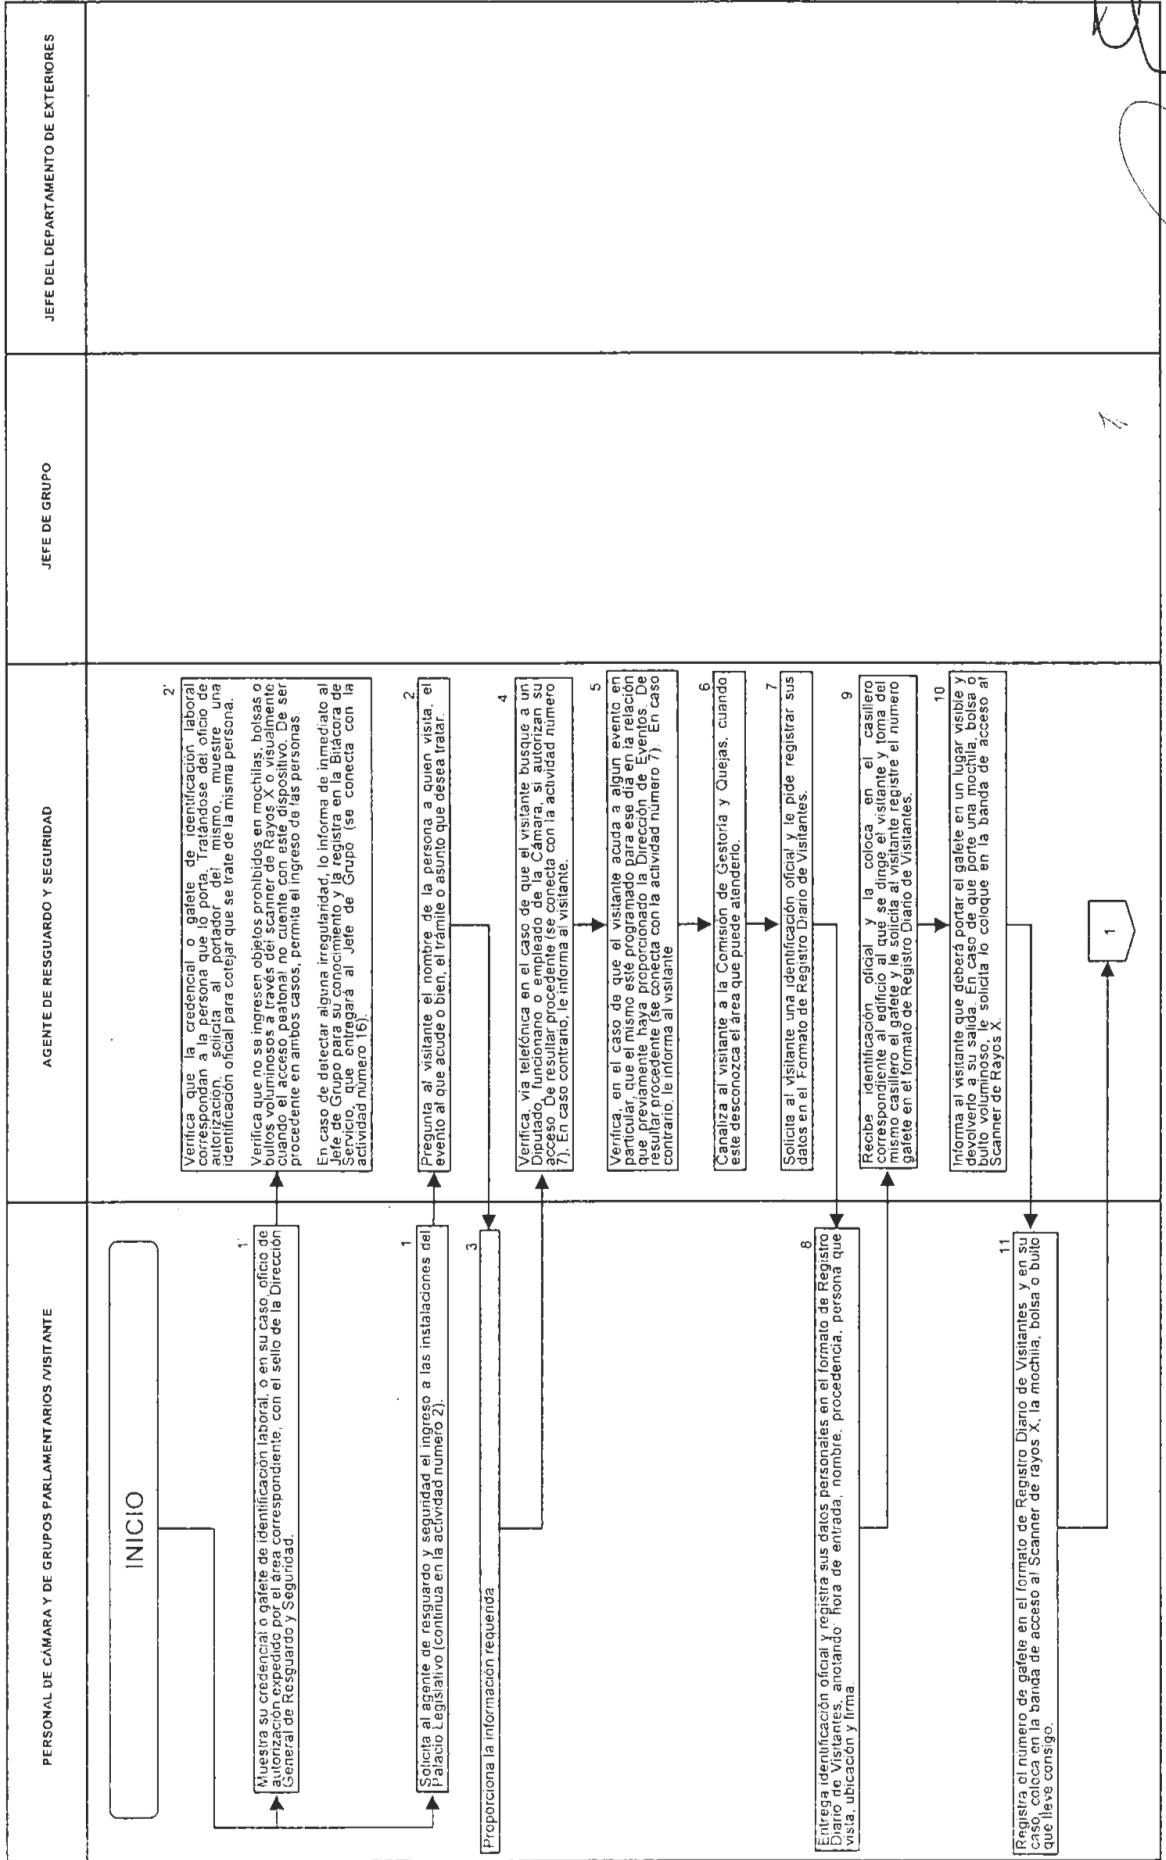 PERSONAL DE CÁMARA Y DE GRUPOS PARLAMENTARIOS /VISITANTE
AGENTE DE RESGUARDO Y SEGURIDAD
JEFE DE GRUPO
JEFE DEL DEPARTAMENTO DE EXTERIORES
INICIO
1'
Muestra su credencial o gafete de identificación laboral, o en su caso, oficio de
autorización expedido por el área correspondiente, con el sello de la Dirección
General de Resguardo y Seguridad.
2'
Verifica que la credencial o gafete de identificación laboral
correspondan a la persona que lo porta. Tratándose del oficio de
autorización, solicita al portador del mismo, muestre una
identificación oficial para cotejar que se trate de la misma persona.
Verifica que no se ingresen objetos prohibidos en mochilas, bolsas o
bultos voluminosos a través del scanner de Rayos X o visualmente
cuando el acceso peatonal no cuente con este dispositivo. De ser
procedente en ambos casos, permite el ingreso de las personas.
En caso de detectar alguna irregularidad, lo informa de inmediato al
Jefe de Grupo para su conocimiento y la registra en la Bitácora de
Servicio, que entregará al Jefe de Grupo (se conecta con la
actividad número 16).
1
Solicita al agente de resguardo y seguridad el ingreso a las instalaciones del
Palacio Legislativo (continua en la actividad numero 2).
2
Pregunta al visitante el nombre de la persona a quien visita, el
evento al que acude o bien, el trámite o asunto que desea tratar.
3
Proporciona la información requerida
4
Verifica, vía telefónica en el caso de que el visitante busque a un
Diputado, funcionario o empleado de la Cámara, si autorizan su
acceso. De resultar procedente (se conecta con la actividad número
7). En caso contrario, le informa al visitante.
5
Verifica, en el caso de que el visitante acuda a algun evento en
particular, que el mismo esté programado para ese día en la relación
que previamente haya proporcionado la Dirección de Eventos. De
resultar procedente (se conecta con la actividad número 7). En caso
contrario, le informa al visitante.
6
Canaliza al visitante a la Comisión de Gestoría y Quejas, cuando
este desconozca el área que puede atenderlo.
7
Solicita al visitante una identificación oficial y le pide registrar sus
datos en el Formato de Registro Diario de Visitantes.
8
Entrega identificación oficial y registra sus datos personales en el formato de Registro
Diario de Visitantes, anotando: hora de entrada, nombre, procedencia, persona que
vista, ubicación y firma.
9
Recibe identificación oficial y la coloca en el casillero
correspondiente al edificio al que se dirige el visitante y toma del
mismo casillero el gafete y le solicita al visitante registre el numero
gafete en el formato de Registro Diario de Visitantes.
10
Informa al visitante que deberá portar el gafete en un lugar visible y
devolverlo a su salida. En caso de que porte una mochila, bolsa o
bulto voluminoso, le solicita lo coloque en la banda de acceso al
Scanner de Rayos X.
11
Registra el número de gafete en el formato de Registro Diario de Visitantes y en su
caso, coloca en la banda de acceso al Scanner de rayos X, la mochila, bolsa o bulto
que lleve consigo.
1